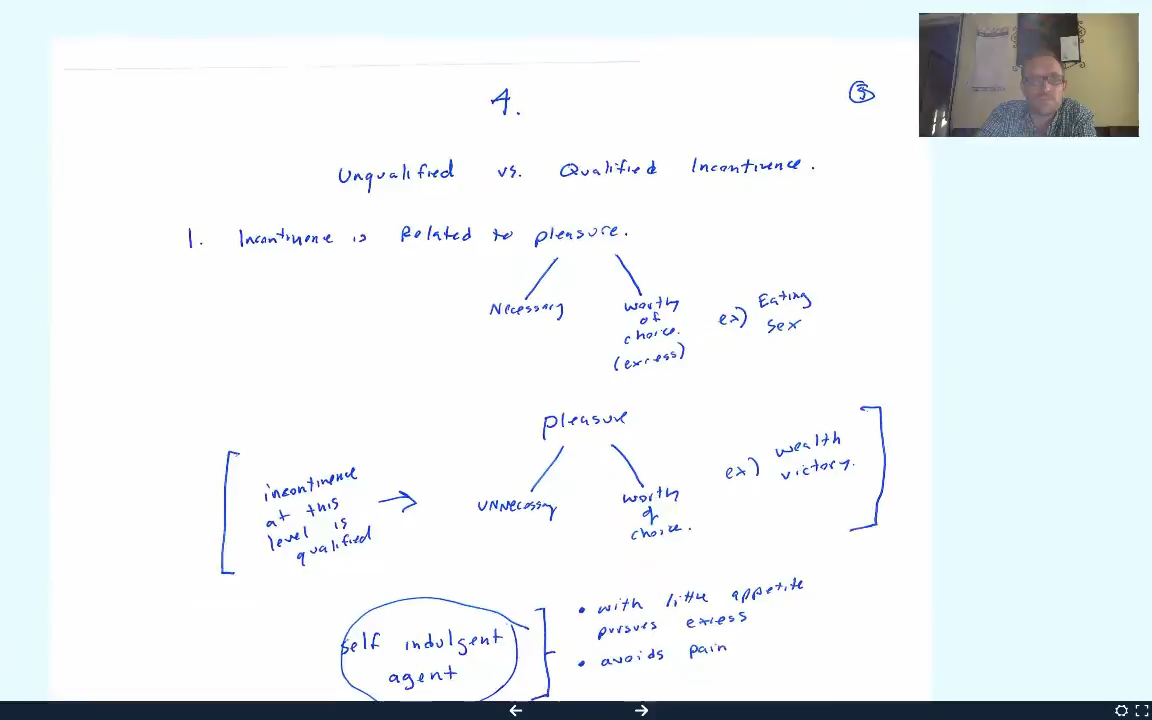 4.
5
Unqualified vs. Qualified Incontinence.
1. Incontinence is Related to pleasure.
Necessary
worthy
of
choice.
(excess)
ex) Eating
Sex
pleasure
incontinence
at this
level is
qualified
UNNecessary
worthy
of
choice.
ex) wealth
victory.
self indulgent
agent
• with little appetite
pursues excess
• avoids pain